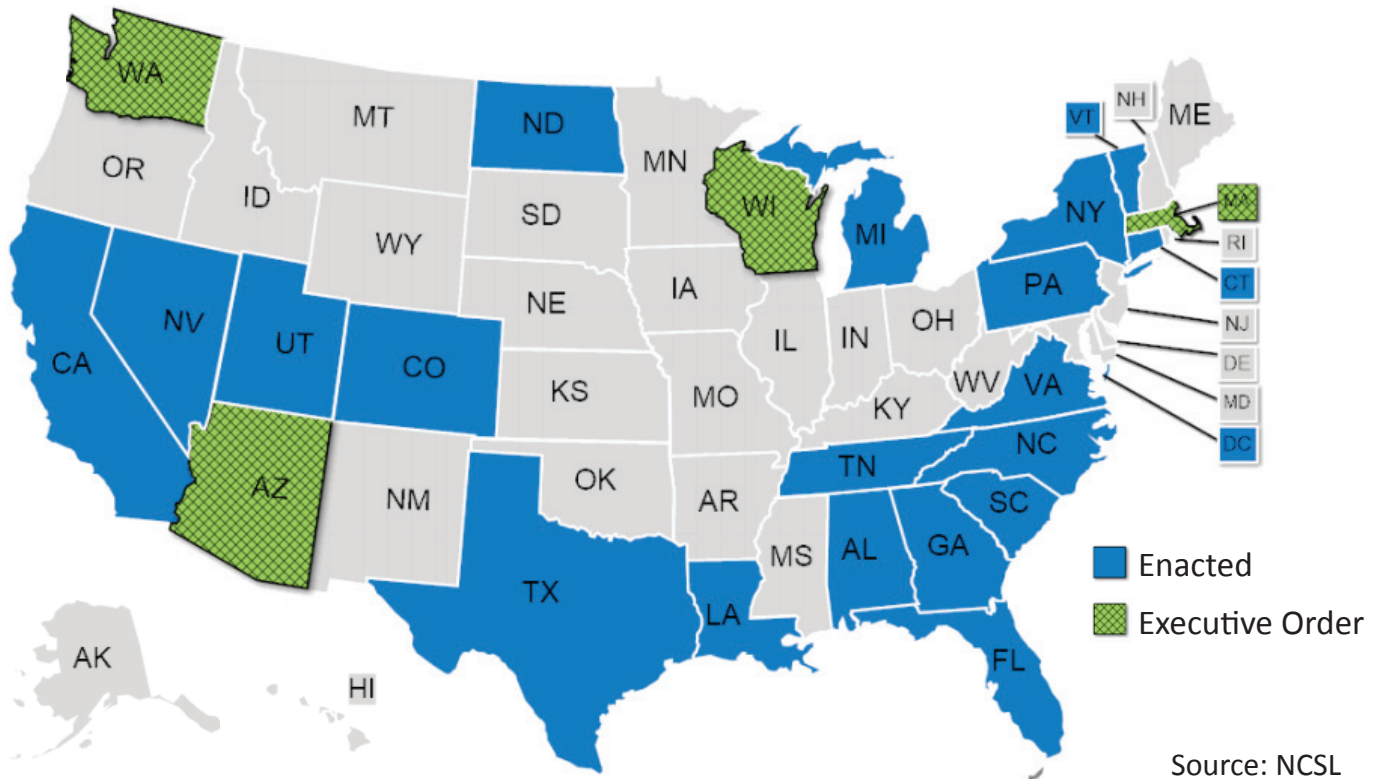 WA
MT
ND
OR
ID
WY
SD
MN
WI
MI
NE
IA
NV
UT
CO
CA
KS
MO
IL
IN
OH
KY
WV
PA
NY
VT
NH
ME
MA
RI
CT
NJ
DE
MD
DC
VA
NC
TN
SC
AZ
NM
OK
AR
MS
AL
GA
TX
LA
FL
AK
HI
Enacted
Executive Order
Source: NCSL